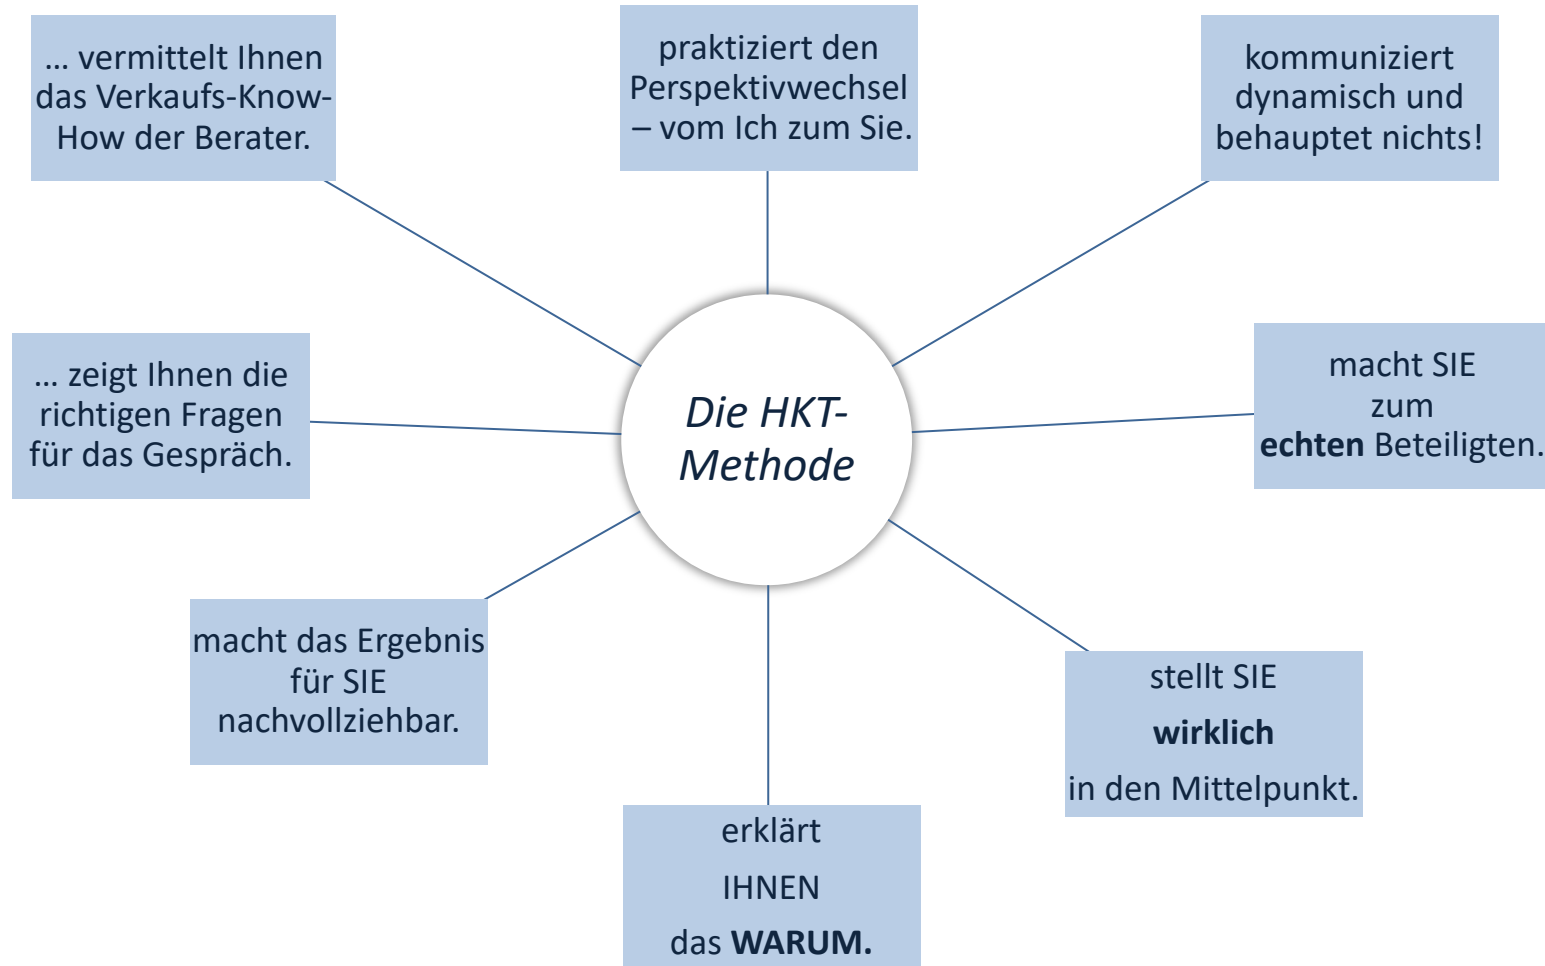 ... vermittelt Ihnen
das Verkaufs-Know-
How der Berater.
praktiziert den
Perspektivwechsel
– vom Ich zum Sie.
kommuniziert
dynamisch und
behauptet nichts!
... zeigt Ihnen die
richtigen Fragen
für das Gespräch.
Die HKT-
Methode
macht SIE
zum
echten Beteiligten.
macht das Ergebnis
für SIE
nachvollziehbar.
stellt SIE
wirklich
in den Mittelpunkt.
erklärt
IHNEN
das WARUM.